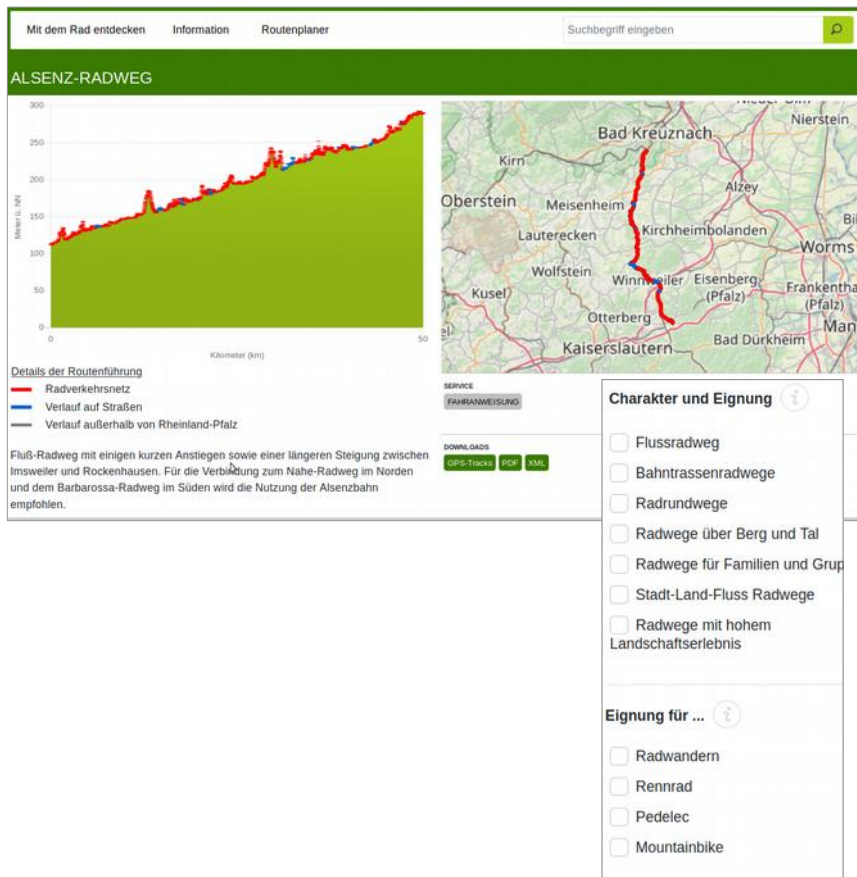 Mit dem Rad entdecken Information Routenplaner Suchbegriff eingeben
ALSENZ-RADWEG
300
250
200
150
100
50
0
Meter ü. NN
0 50
Kilometer (km)
Nierstein
Bad Kreuznach
Kirn
Alzey
Oberstein
Meisenheim
Bi
Lauterecken
Kirchheimbolanden
Worms
Wolfstein
Winnweiler
Eisenberg
(Pfalz)
Frankentha
(Pfalz)
Kusel
Otterberg
Man
el
Kaiserslautern
Bad Dürkheim
Details der Routenführung
Radverkehrsnetz
Verlauf auf Straßen
Verlauf außerhalb von Rheinland-Pfalz
Fluß-Radweg mit einigen kurzen Anstiegen sowie einer längeren Steigung zwischen
Imsweiler und Rockenhausen. Für die Verbindung zum Nahe-Radweg im Norden
und dem Barbarossa-Radweg im Süden wird die Nutzung der Alsenzbahn
empfohlen.
SERVICE
FAHRANWEISUNG
DOWNLOADS
GPS-Tracks PDF XML
Charakter und Eignung i
Flussradweg
Bahntrassenradwege
Radrundwege
Radwege über Berg und Tal
Radwege für Familien und Grup
Stadt-Land-Fluss Radwege
Radwege mit hohem
Landschaftserlebnis
Eignung für ... i
Radwandern
Rennrad
Pedelec
Mountainbike